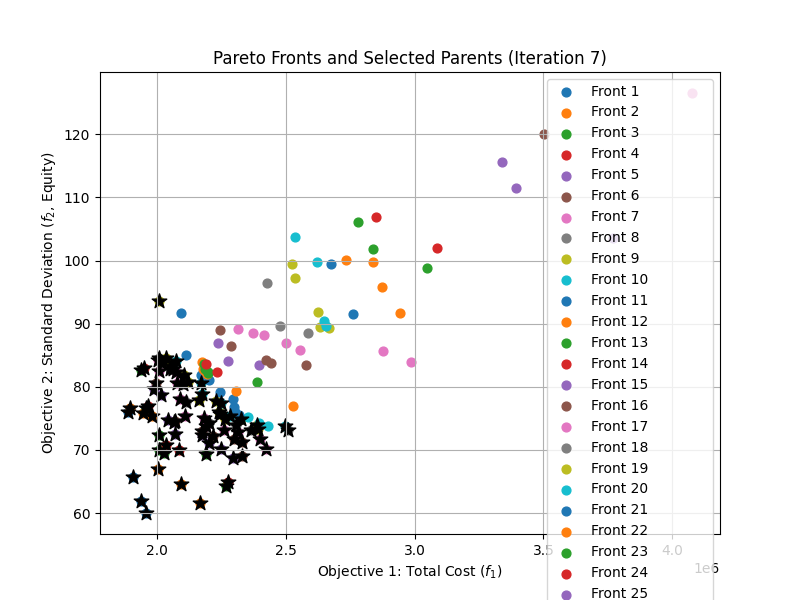 Pareto Fronts and Selected Parents (Iteration 7)
Objective 2: Standard Deviation (f₂, Equity)
120
110
100
90
80
70
60
2.0
2.5
3.0
3.5
4.0
1e6
Objective 1: Total Cost (f₁)
Front 1
Front 2
Front 3
Front 4
Front 5
Front 6
Front 7
Front 8
Front 9
Front 10
Front 11
Front 12
Front 13
Front 14
Front 15
Front 16
Front 17
Front 18
Front 19
Front 20
Front 21
Front 22
Front 23
Front 24
Front 25